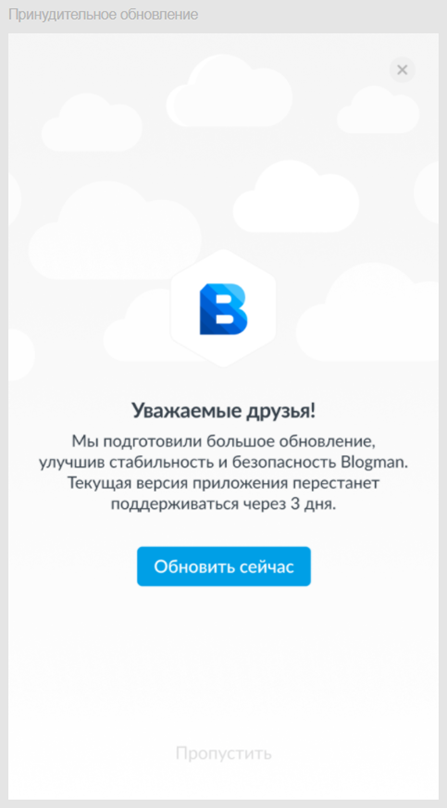 Принудительное обновление
B
Уважаемые друзья!
Мы подготовили большое обновление,
улучшив стабильность и безопасность Blogman.
Текущая версия приложения перестанет
поддерживаться через 3 дня.
Обновить сейчас
Пропустить